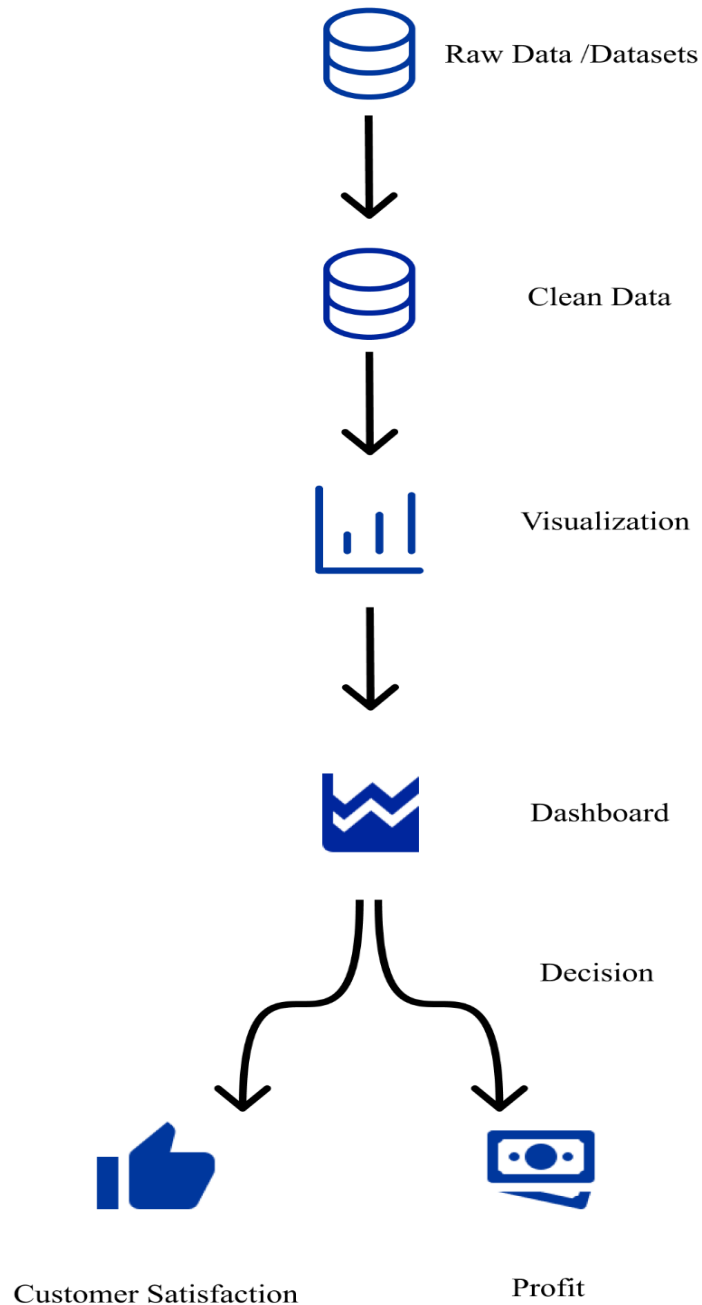 Raw Data /Datasets
Clean Data
Visualization
Dashboard
Decision
Customer Satisfaction
Profit